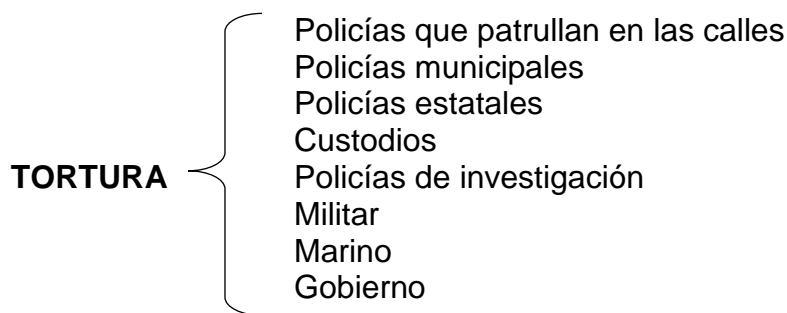 Policías que patrullan en las calles
Policías municipales
Policías estatales
Custodios
TORTURA Policías de investigación
Militar
Marino
Gobierno